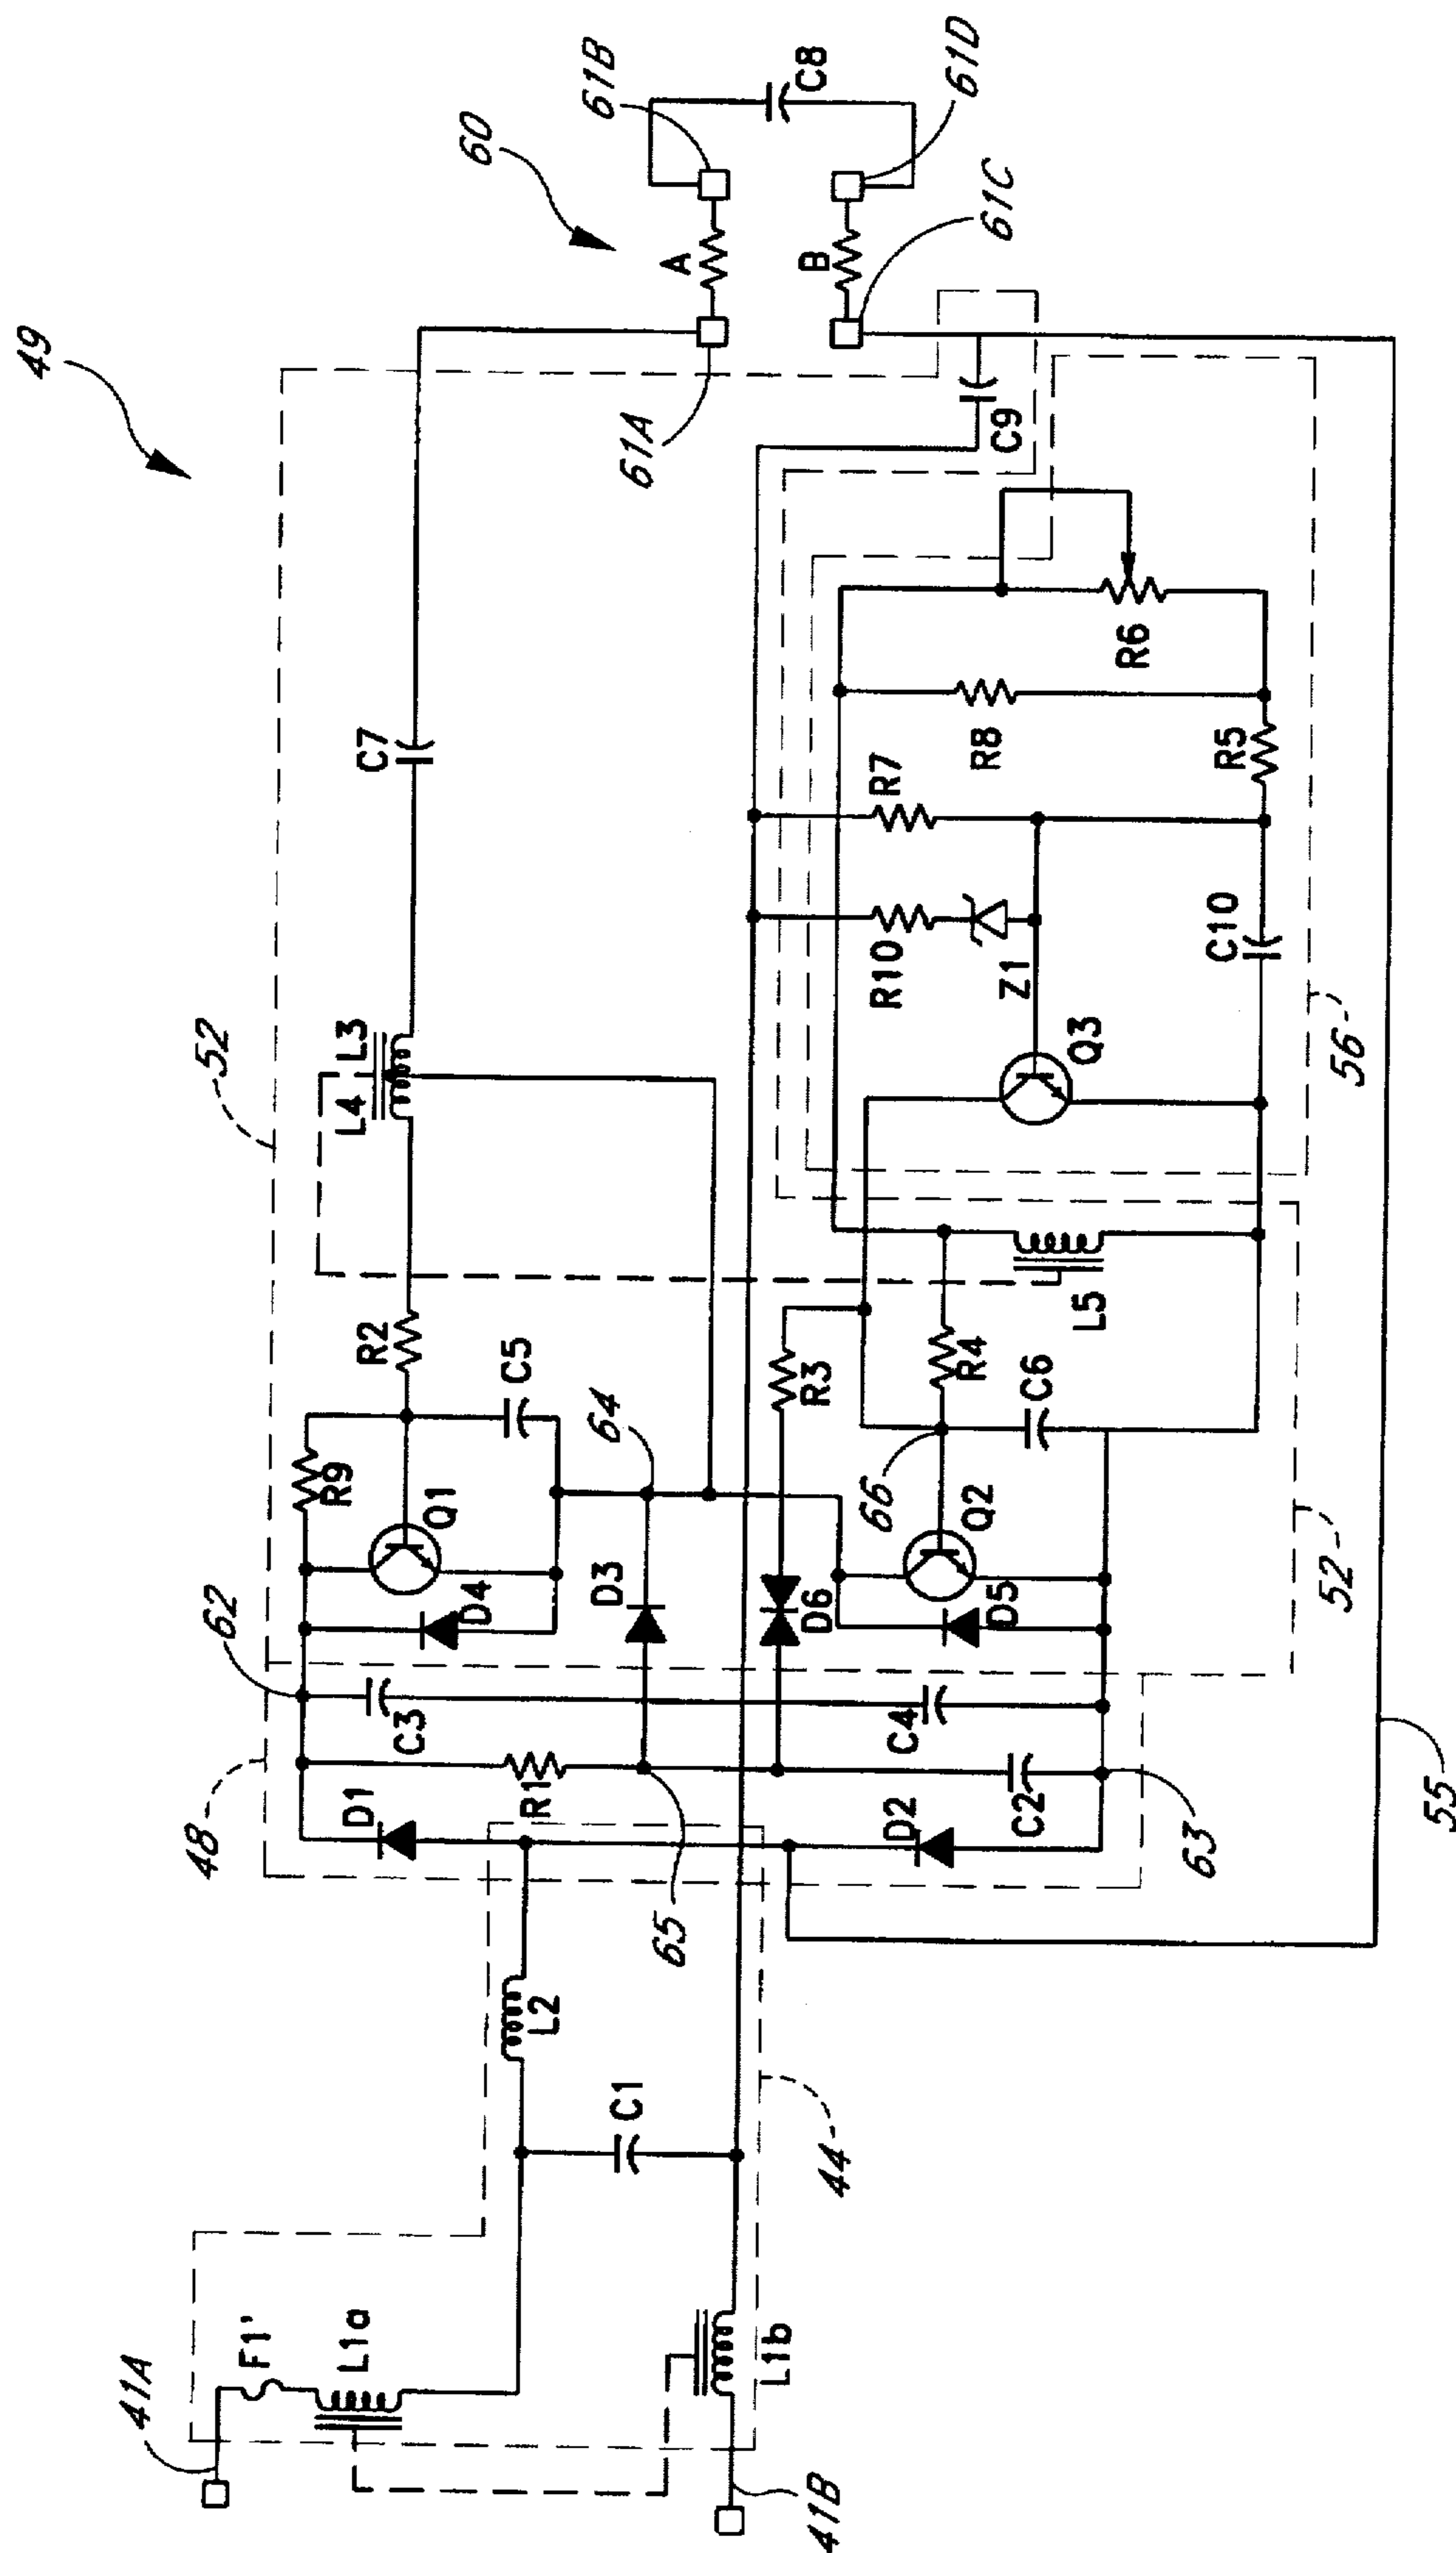 49
41A
F1'
L1a
41B
L1b
L2
C1
44
48
62
D1
R1
C3
D4
R9
Q1
R2
C5
L4
L3
52
C7
65
D3
64
D2
C2
C4
63
D6
D5
Q2
66
R3
R4
C6
L5
52
R10
Z1
Q3
R7
R8
R5
R6
C10
56
C9
55
61A
60
A
61B
B
61C
61D
C8